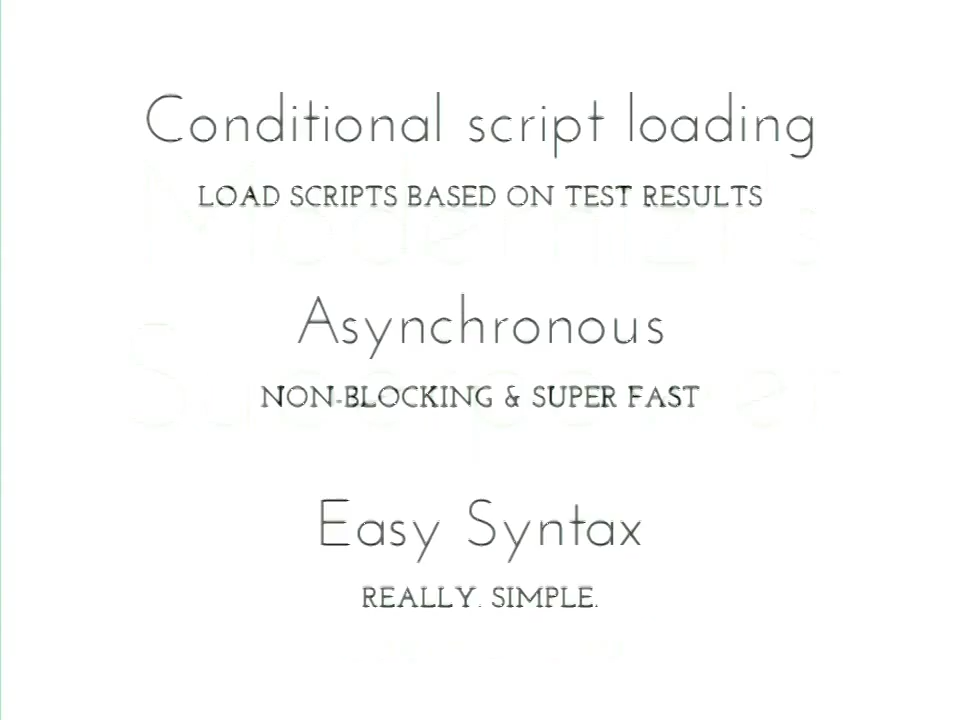 Conditional script loading
LOAD SCRIPTS BASED ON TEST RESULTS
Asynchronous
NON-BLOCKING & SUPER FAST
Easy Syntax
REALLY. SIMPLE.